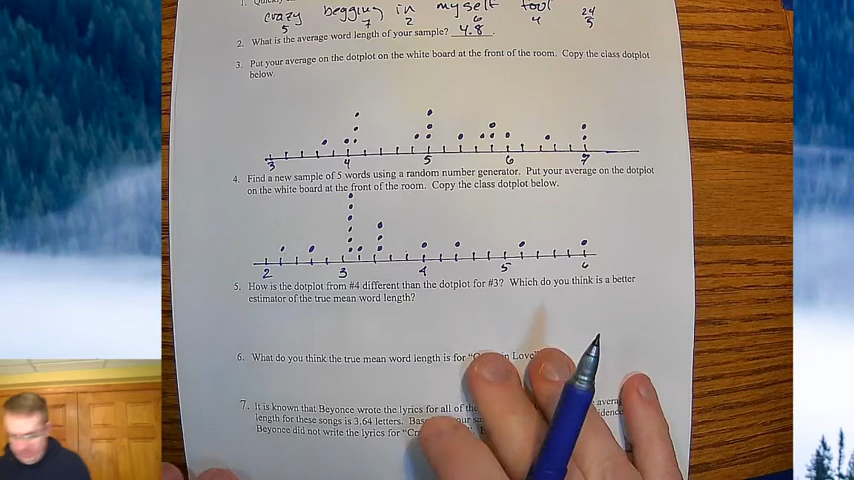 1. Quickly
crazy begging in myself fool
5 7 2 6 4 24
5
2. What is the average word length of your sample? 4.8.
3. Put your average on the dotplot on the white board at the front of the room. Copy the class dotplot
below.
3 4 5 6 7
4. Find a new sample of 5 words using a random number generator. Put your average on the dotplot
on the white board at the front of the room. Copy the class dotplot below.
2 3 4 5 6
5. How is the dotplot from #4 different than the dotplot for #3? Which do you think is a better
estimator of the true mean word length?
6. What do you think the true mean word length is for in Love"
7. It is known that Beyonce wrote the lyrics for all of the
length for these songs is 3.64 letters.
Beyonce did not write the lyrics for